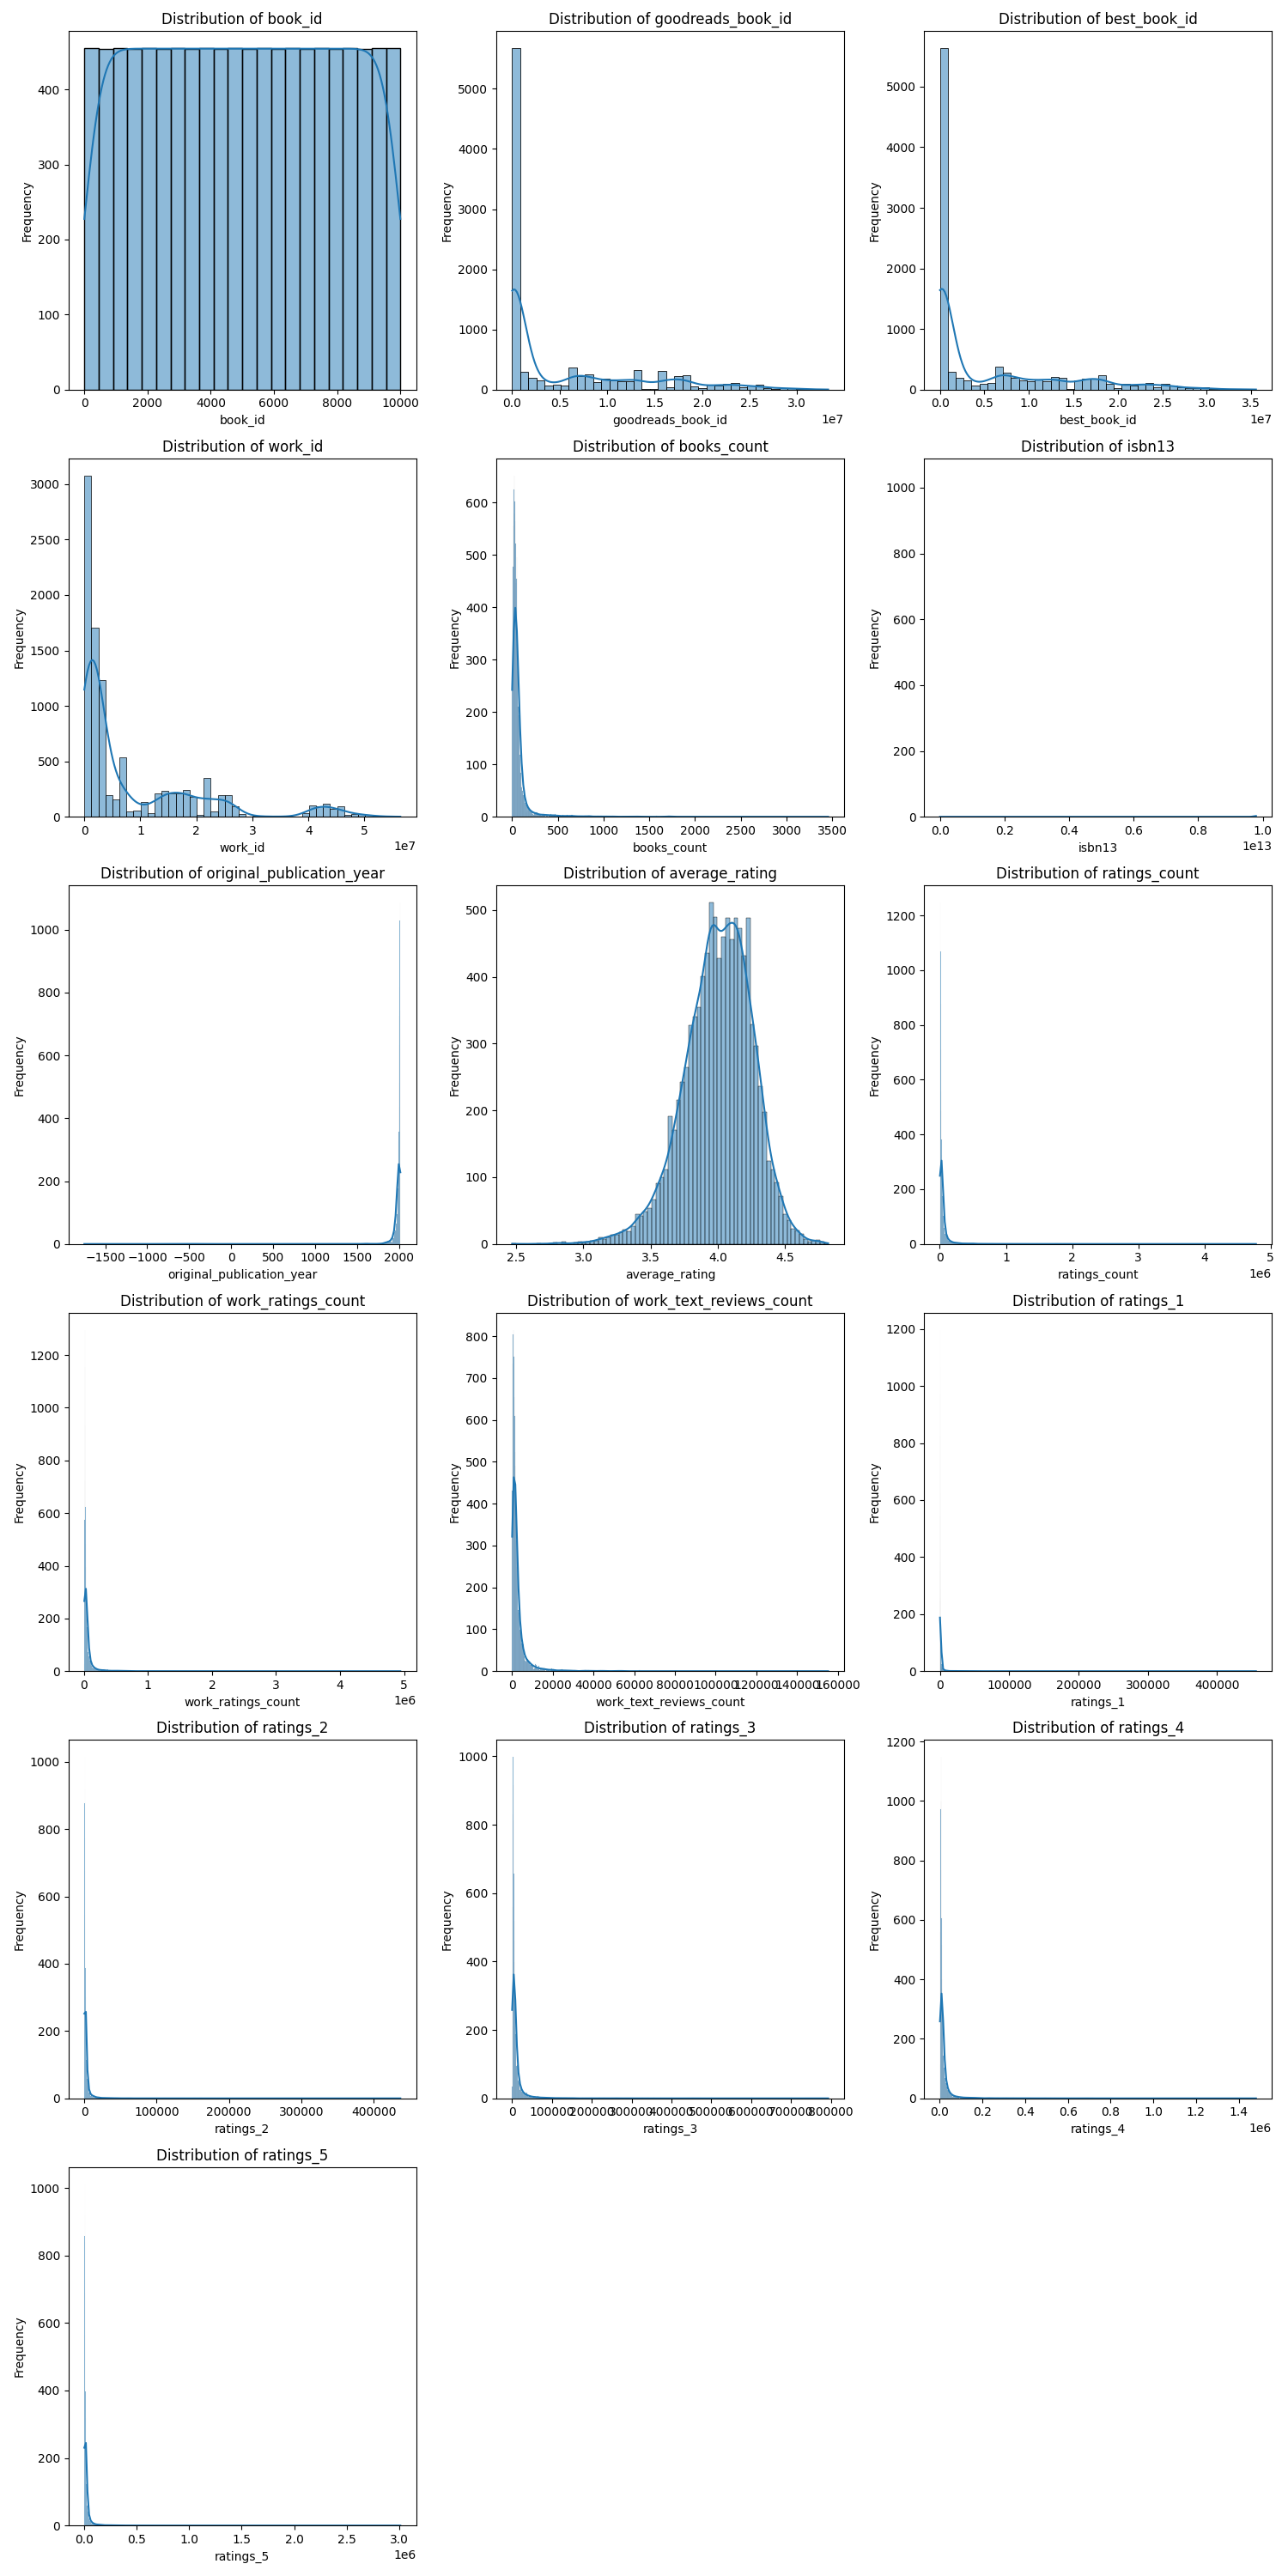 Distribution of book_id
Distribution of goodreads_book_id
Distribution of best_book_id
Frequency
400
300
200
100
0
0 2000 4000 6000 8000 10000
book_id
Frequency
5000
4000
3000
2000
1000
0
0.0 0.5 1.0 1.5 2.0 2.5 3.0
1e7
goodreads_book_id
Frequency
5000
4000
3000
2000
1000
0
0.0 0.5 1.0 1.5 2.0 2.5 3.0 3.5
1e7
best_book_id
Distribution of work_id
Distribution of books_count
Distribution of isbn13
Frequency
3000
2500
2000
1500
1000
500
0
0 1 2 3 4 5
1e7
work_id
Frequency
600
500
400
300
200
100
0
0 500 1000 1500 2000 2500 3000 3500
books_count
Frequency
1000
800
600
400
200
0
0.0 0.2 0.4 0.6 0.8 1.0
1e13
isbn13
Distribution of original_publication_year
Distribution of average_rating
Distribution of ratings_count
Frequency
1000
800
600
400
200
0
−1500 −1000 −500 0 500 1000 1500 2000
original_publication_year
Frequency
500
400
300
200
100
0
2.5 3.0 3.5 4.0 4.5
average_rating
Frequency
1200
1000
800
600
400
200
0
0 1 2 3 4 5
1e6
ratings_count
Distribution of work_ratings_count
Distribution of work_text_reviews_count
Distribution of ratings_1
Frequency
1200
1000
800
600
400
200
0
0 1 2 3 4 5
1e6
work_ratings_count
Frequency
800
700
600
500
400
300
200
100
0
0 20000 40000 60000 80000 100000 120000 140000 160000
work_text_reviews_count
Frequency
1200
1000
800
600
400
200
0
0 100000 200000 300000 400000
ratings_1
Distribution of ratings_2
Distribution of ratings_3
Distribution of ratings_4
Frequency
1000
800
600
400
200
0
0 100000 200000 300000 400000
ratings_2
Frequency
1000
800
600
400
200
0
0 100000 200000 300000 400000 500000 600000 700000 800000
ratings_3
Frequency
1200
1000
800
600
400
200
0
0.0 0.2 0.4 0.6 0.8 1.0 1.2 1.4
1e6
ratings_4
Distribution of ratings_5
Frequency
1000
800
600
400
200
0
0.0 0.5 1.0 1.5 2.0 2.5 3.0
1e6
ratings_5